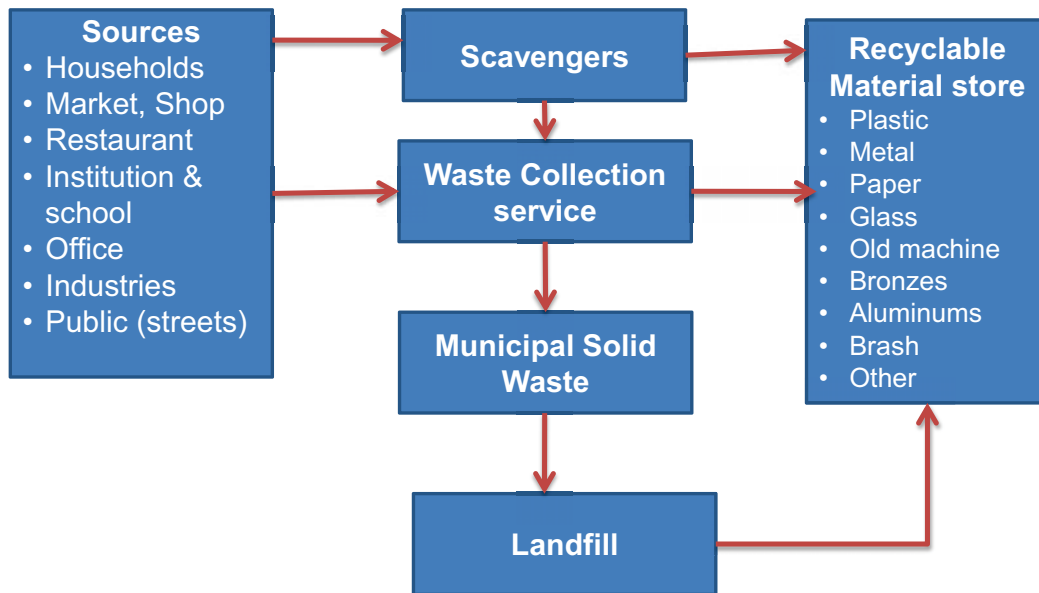 Sources
• Households
• Market, Shop
• Restaurant
• Institution &
school
• Office
• Industries
• Public (streets)
Scavengers
Waste Collection
service
Municipal Solid
Waste
Landfill
Recyclable
Material store
• Plastic
• Metal
• Paper
• Glass
• Old machine
• Bronzes
• Aluminums
• Brash
• Other